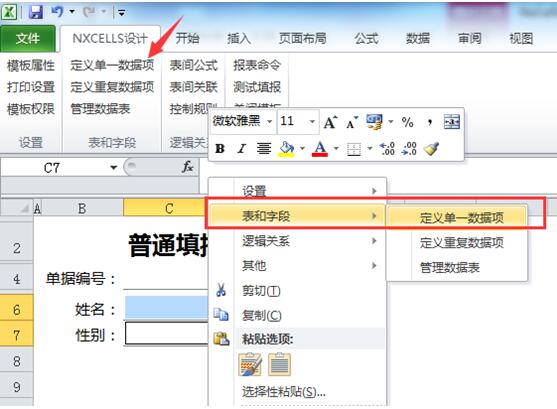 文件 NXCELLS设计 开始 插入 页面布局 公式 数据 审阅 视图
模板属性 定义单一数据项 表间公式 报表命令
打印设置 定义重复数据项 表间关联 测试填报
模板权限 管理数据表 控制规则
设置 表和字段 逻辑关
微软雅黑 11 A A % ,
B I A .00 .00
C7 fx
A B C
设置
表和字段
定义单一数据项
逻辑关系
定义重复数据项
其他
管理数据表
剪切(T)
复制(C)
粘贴选项:
选择性粘贴(S)...
2 普通填
4 单据编号：
6 姓名：
7 性别：
8
9